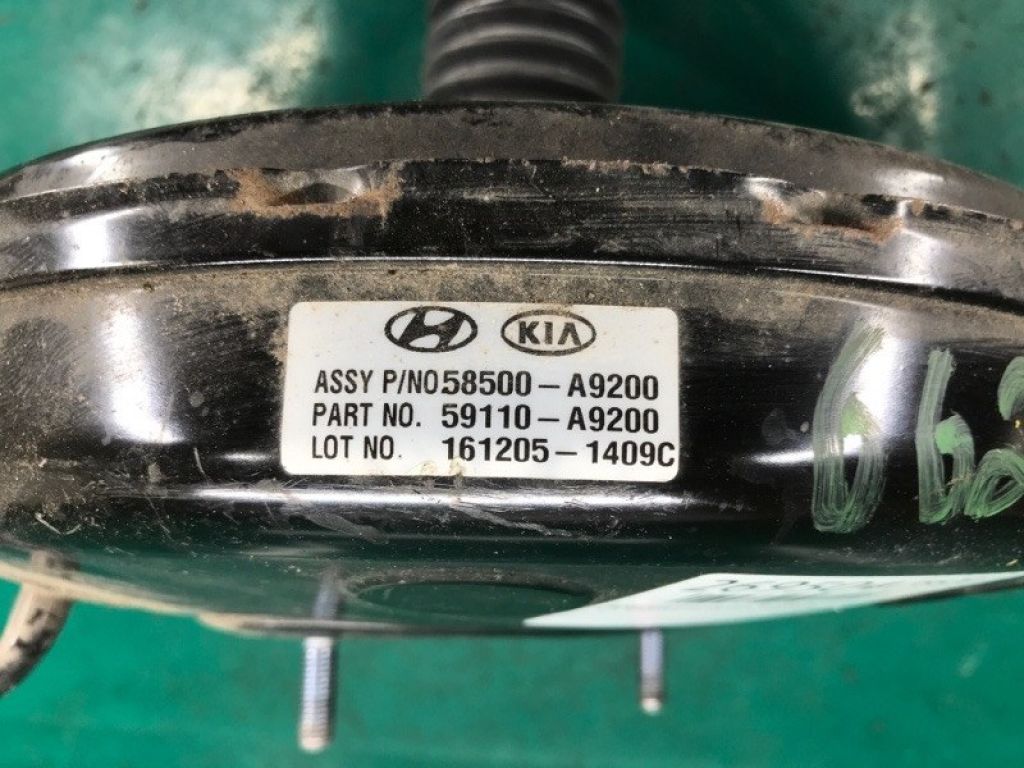 KIA
ASSY P/NO58500-A9200
PART NO. 59110-A9200
LOT NO. 161205-1409C